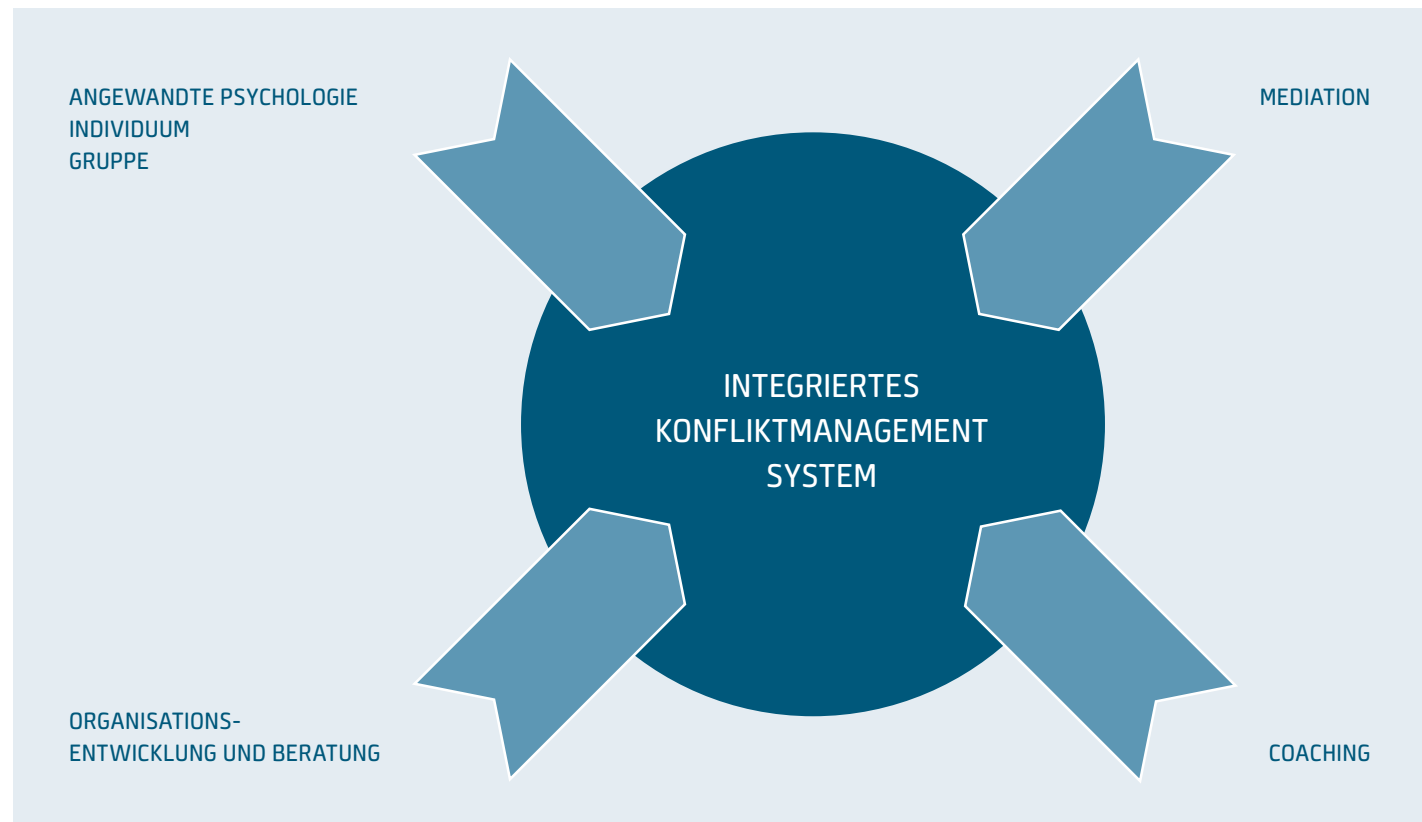 ANGEWANDTE PSYCHOLOGIE
INDIVIDUUM
GRUPPE
MEDIATION
INTEGRIERTES
KONFLIKTMANAGEMENT
SYSTEM
ORGANISATIONS-
ENTWICKLUNG UND BERATUNG
COACHING